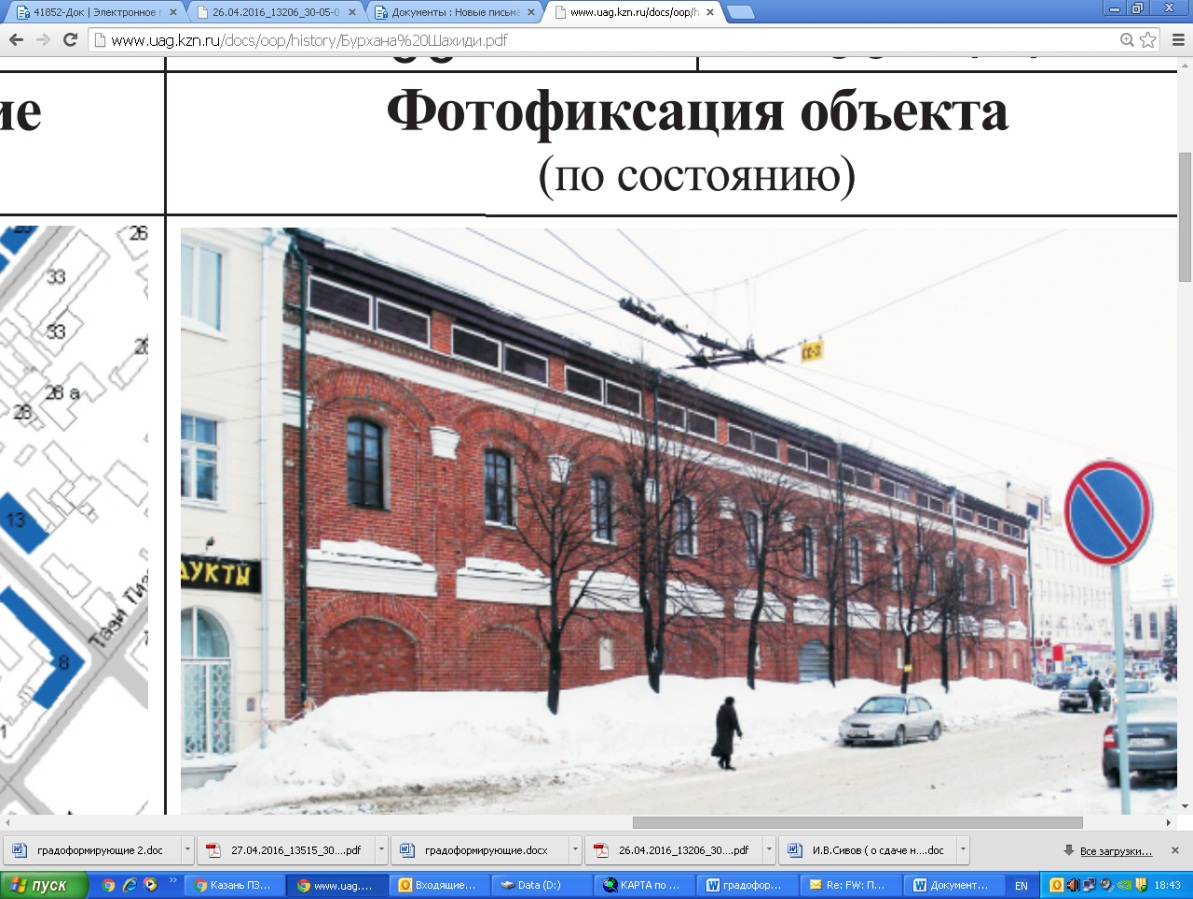 41852-Док | Электронное г
26.04.2016_13206_30-05-0
Документы : Новые письма
www.uag.kzn.ru/docs/oop/h
www.uag.kzn.ru/docs/oop/history/Бурхана%20Шахиди.pdf
ие
Фотофиксация объекта
(по состоянию)
26
33
33
26
28 а
28
13
Тази Ги
8
1
ДУКТЫ
градоформирующие 2.doc
27.04.2016_13515_30....pdf
градоформирующие.docx
26.04.2016_13206_30....pdf
И.В.Сивов ( о сдаче н....doc
Все загрузки...
пуск
Казань ПЗ...
www.uag....
Входящие...
Data (D:)
КАРТА по ...
градофор...
Re: FW: П...
Документ...
EN
18:43